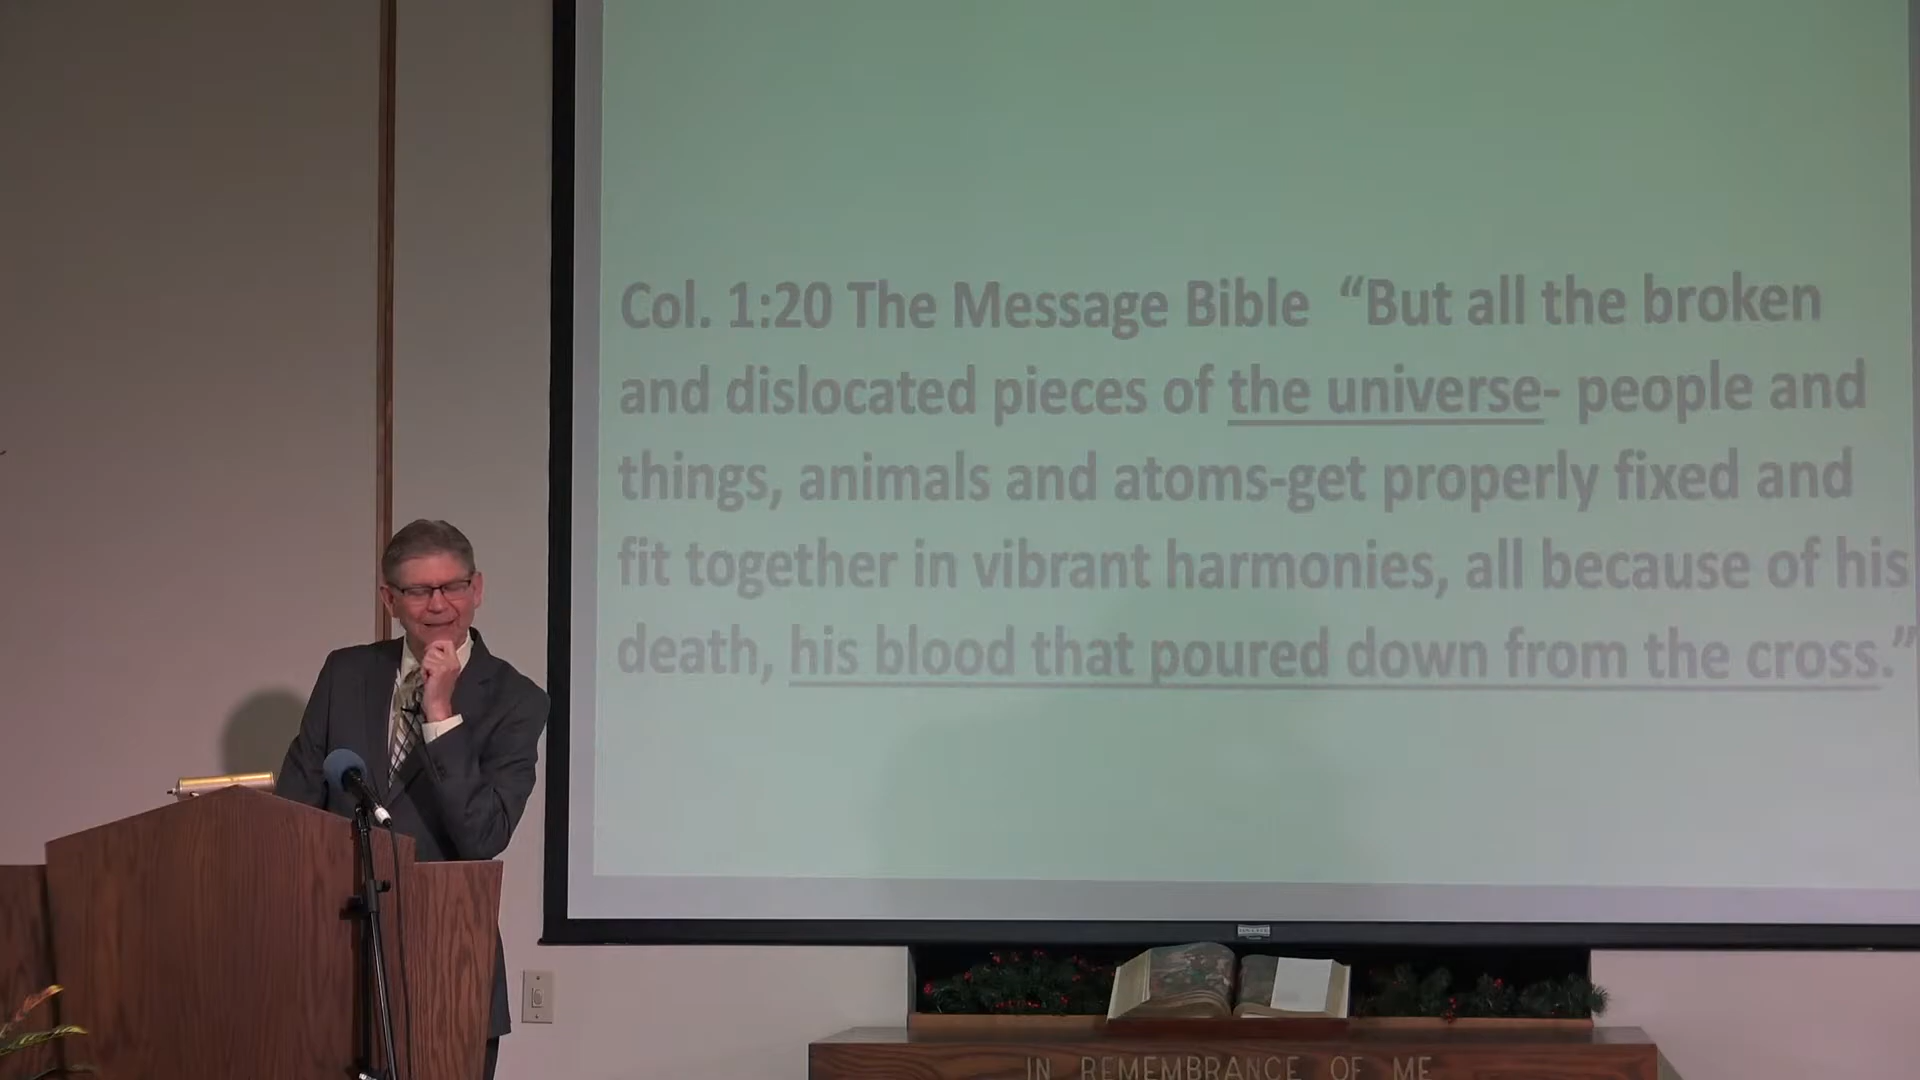 Col. 1:20 The Message Bible “But all the broken
and dislocated pieces of the universe- people and
things, animals and atoms-get properly fixed and
fit together in vibrant harmonies, all because of his
death, his blood that poured down from the cross.”
IN REMEMBRANCE OF ME